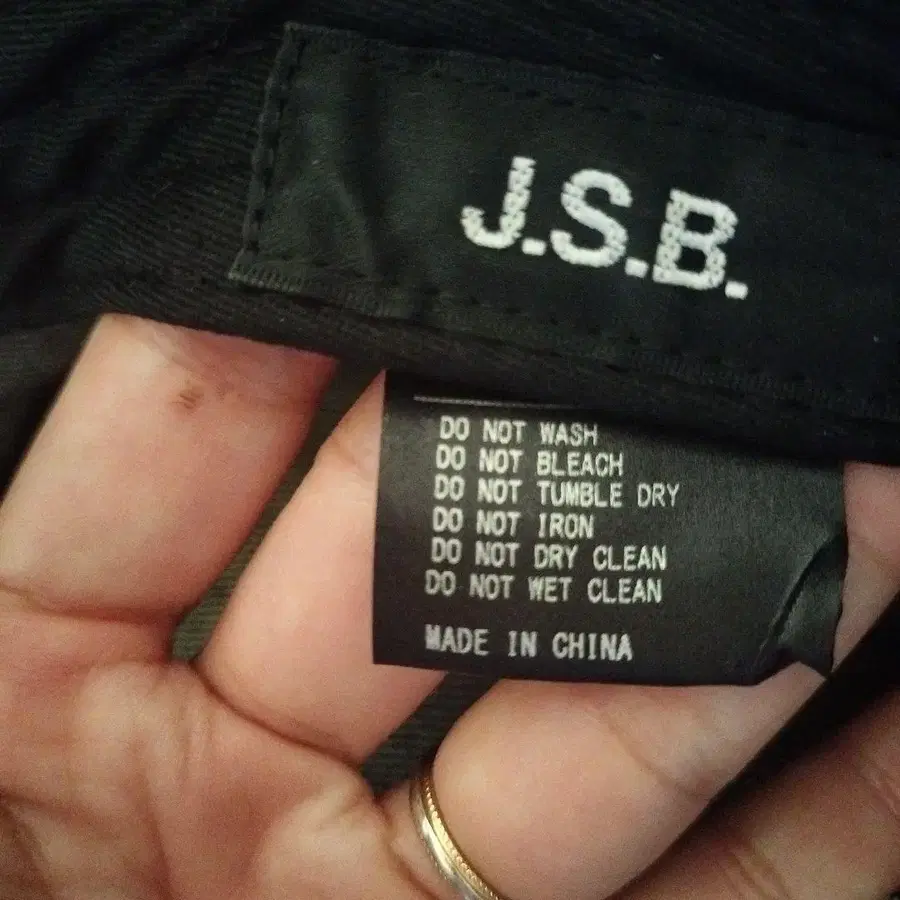 J.S.B.
DO NOT WASH
DO NOT BLEACH
DO NOT TUMBLE DRY
DO NOT IRON
DO NOT DRY CLEAN
DO NOT WET CLEAN
MADE IN CHINA